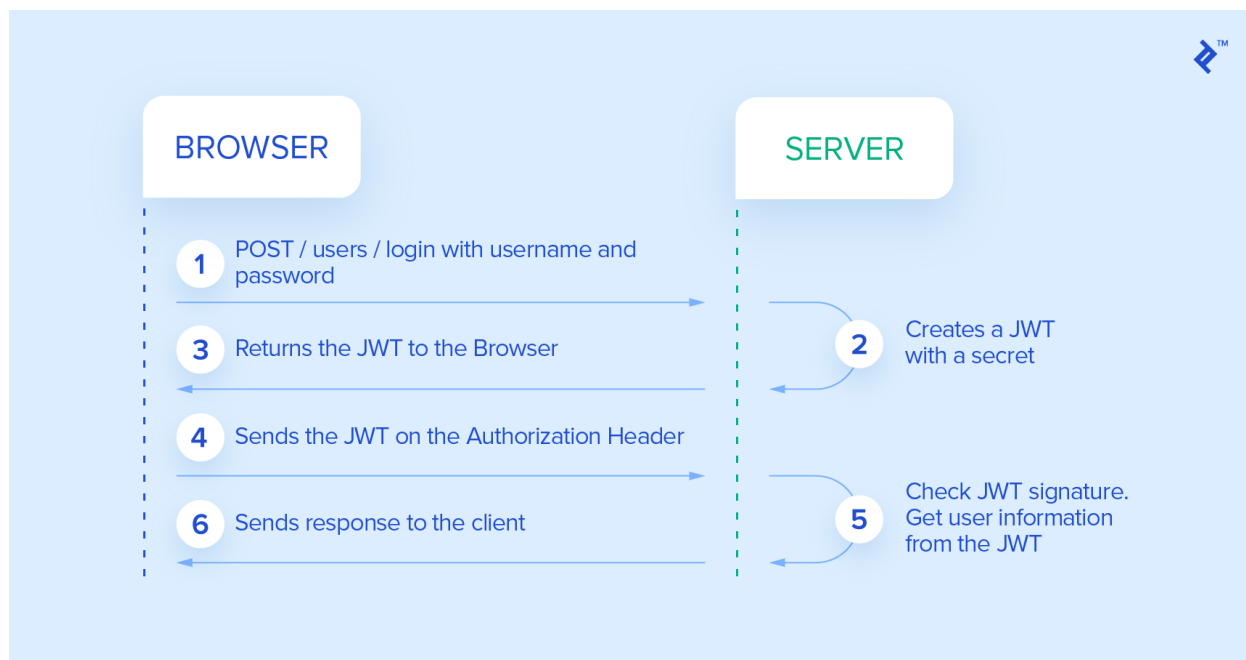 TM
BROWSER
SERVER
1
POST / users / login with username and
password
2
Creates a JWT
with a secret
3
Returns the JWT to the Browser
4
Sends the JWT on the Authorization Header
5
Check JWT signature.
Get user information
from the JWT
6
Sends response to the client